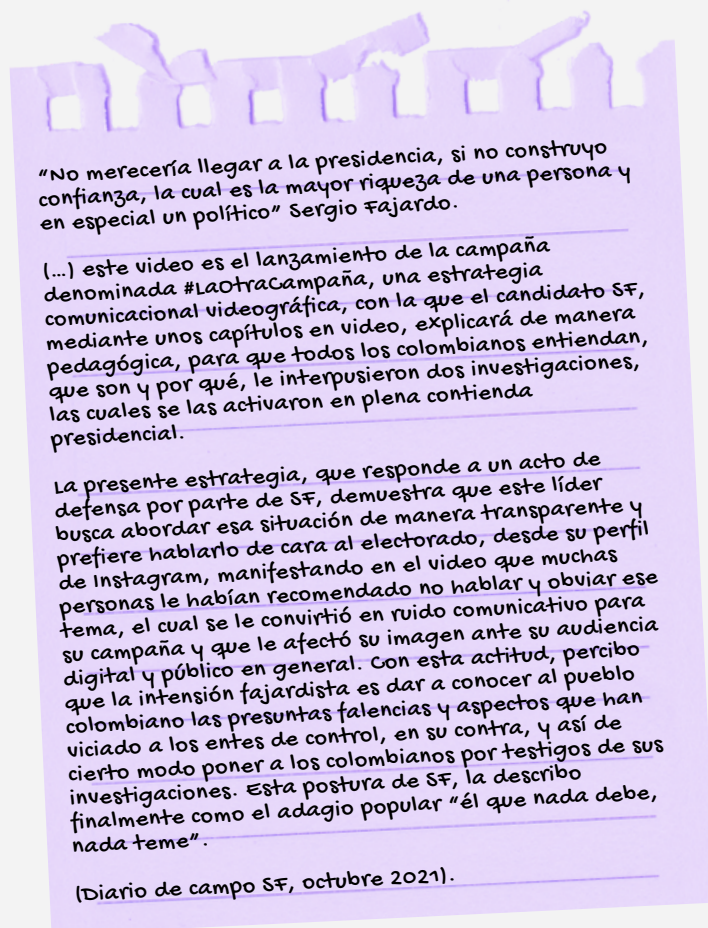 “No merecería llegar a la presidencia, si no construyo
confianza, la cual es la mayor riqueza de una persona y
en especial un político” Sergio Fajardo.
(...) este video es el lanzamiento de la campaña
denominada #LaOtraCampaña, una estrategia
comunicacional videográfica, con la que el candidato SF,
mediante unos capítulos en video, explicará de manera
pedagógica, para que todos los colombianos entiendan,
que son y por qué, le interpusieron dos investigaciones,
las cuales se las activaron en plena contienda
presidencial.
La presente estrategia, que responde a un acto de
defensa por parte de SF, demuestra que este líder
busca abordar esa situación de manera transparente y
prefiere hablarlo de cara al electorado, desde su perfil
de Instagram, manifestando en el video que muchas
personas le habían recomendado no hablar y obviar ese
tema, el cual se le convirtió en ruido comunicativo para
su campaña y que le afectó su imagen ante su audiencia
digital y público en general. Con esta actitud, percibo
que la intensión fajardista es dar a conocer al pueblo
colombiano las presuntas falencias y aspectos que han
viciado a los entes de control, en su contra, y así de
cierto modo poner a los colombianos por testigos de sus
investigaciones. Esta postura de SF, la describo
finalmente como el adagio popular “él que nada debe,
nada teme”.
(Diario de campo SF, octubre 2021).